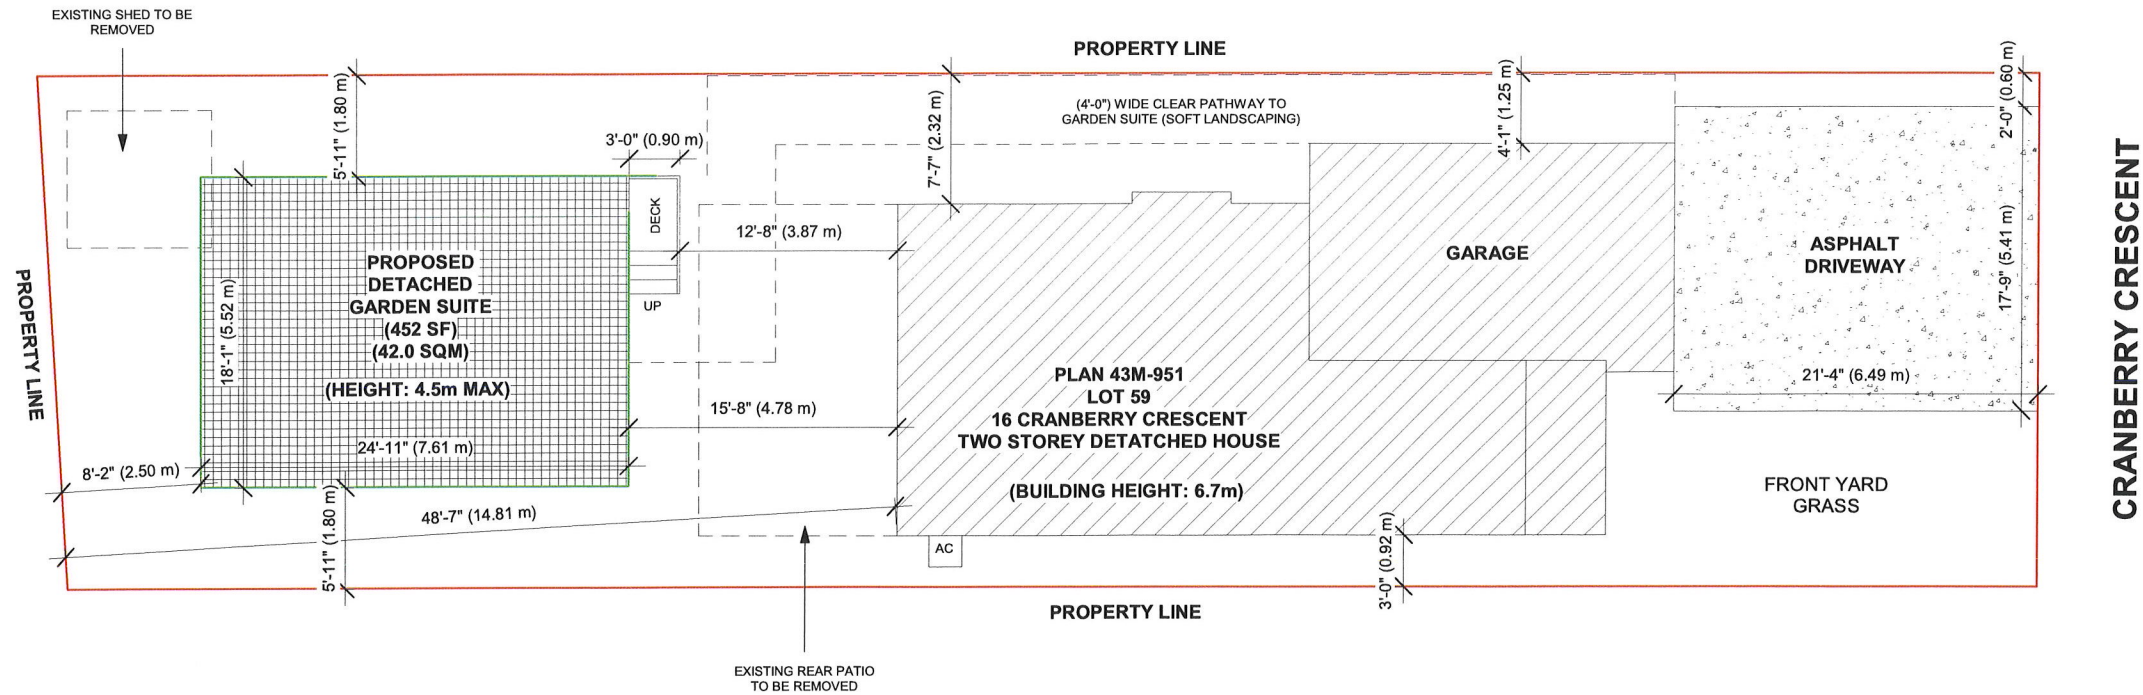 EXISTING SHED TO BE
REMOVED
PROPERTY LINE
5'-11" (1.80 m)
3'-0" (0.90 m)
7'-7" (2.32 m)
(4'-0") WIDE CLEAR PATHWAY TO
GARDEN SUITE (SOFT LANDSCAPING)
4'-1" (1.25 m)
2'-0" (0.60 m)
DECK
UP
12'-8" (3.87 m)
GARAGE
ASPHALT
DRIVEWAY
17'-9" (5.41 m)
21'-4" (6.49 m)
CRANBERRY CRESCENT
PROPERTY LINE
18'-1" (5.52 m)
PROPOSED
DETACHED
GARDEN SUITE
(452 SF)
(42.0 SQM)
(HEIGHT: 4.5m MAX)
24'-11" (7.61 m)
15'-8" (4.78 m)
PLAN 43M-951
LOT 59
16 CRANBERRY CRESCENT
TWO STOREY DETATCHED HOUSE
(BUILDING HEIGHT: 6.7m)
8'-2" (2.50 m)
48'-7" (14.81 m)
5'-11" (1.80 m)
AC
3'-0" (0.92 m)
FRONT YARD
GRASS
PROPERTY LINE
EXISTING REAR PATIO
TO BE REMOVED